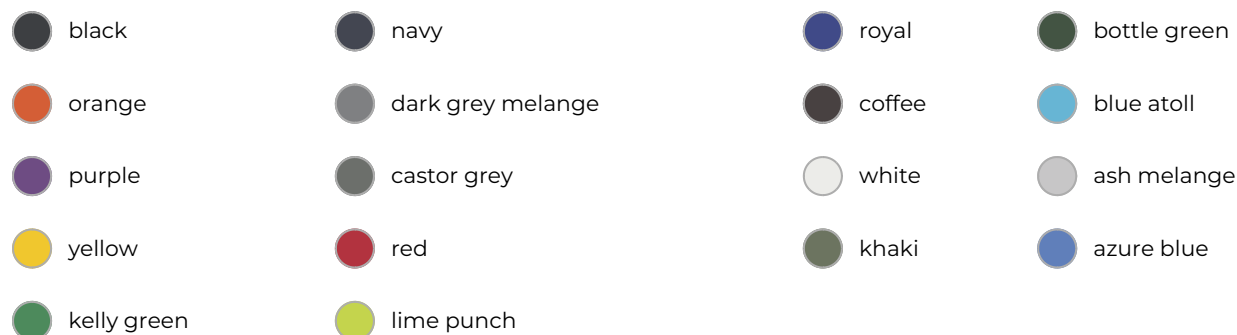 black
orange
purple
yellow
kelly green
navy
dark grey melange
castor grey
red
lime punch
royal
coffee
white
khaki
bottle green
blue atoll
ash melange
azure blue